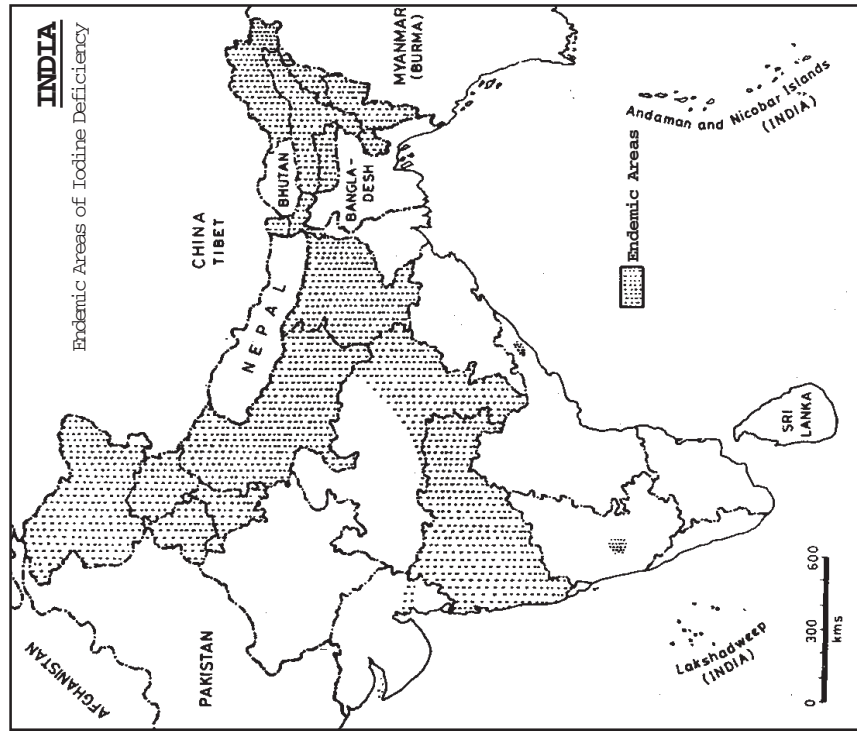 INDIA
Endemic Areas of Iodine Deficiency
AFGHANISTAN
PAKISTAN
CHINA
TIBET
NEPAL
BHUTAN
BANGLA-
DESH
MYANMAR
(BURMA)
Endemic Areas
Andaman and Nicobar Islands
(INDIA)
SRI
LANKA
Lakshadweep
(INDIA)
0 300 600
kms